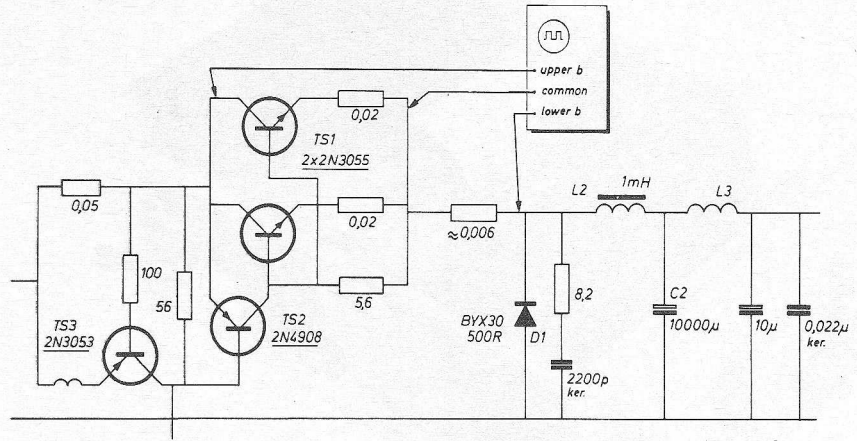 upper b
common
lower b
0,02
TS1
2x2N3055
0,05
0,02
≈0,006
L2
1mH
L3
100
56
5,6
TS3
2N3053
TS2
2N4908
BYX30
500R
D1
8,2
2200p
ker.
C2
10000μ
10μ
0,022μ
ker.